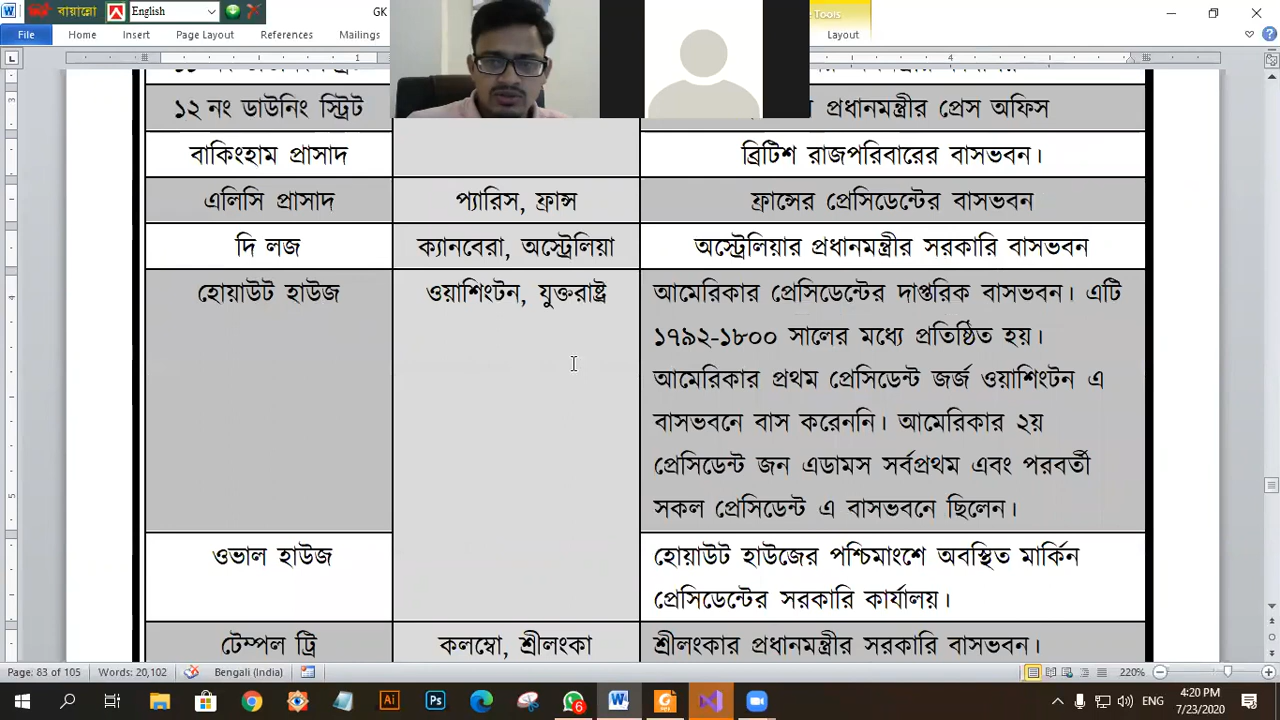 বায়ান্নো English GK Tools
File Home Insert Page Layout References Mailings Layout
১২ নং ডাউনিং স্ট্রিট প্রধানমন্ত্রীর প্রেস অফিস
বাকিংহাম প্রাসাদ ব্রিটিশ রাজপরিবারের বাসভবন।
এলিসি প্রাসাদ প্যারিস, ফ্রান্স ফ্রান্সের প্রেসিডেন্টের বাসভবন
দি লজ ক্যানবেরা, অস্ট্রেলিয়া অস্ট্রেলিয়ার প্রধানমন্ত্রীর সরকারি বাসভবন
হোয়াউট হাউজ ওয়াশিংটন, যুক্তরাষ্ট্র আমেরিকার প্রেসিডেন্টের দাপ্তরিক বাসভবন। এটি
১৭৯২-১৮০০ সালের মধ্যে প্রতিষ্ঠিত হয়।
আমেরিকার প্রথম প্রেসিডেন্ট জর্জ ওয়াশিংটন এ
বাসভবনে বাস করেননি। আমেরিকার ২য়
প্রেসিডেন্ট জন এডামস সর্বপ্রথম এবং পরবর্তী
সকল প্রেসিডেন্ট এ বাসভবনে ছিলেন।
ওভাল হাউজ হোয়াউট হাউজের পশ্চিমাংশে অবস্থিত মার্কিন
প্রেসিডেন্টের সরকারি কার্যালয়।
টেম্পল ট্রি কলম্বো, শ্রীলংকা শ্রীলংকার প্রধানমন্ত্রীর সরকারি বাসভবন।
Page: 83 of 105 Words: 20,102 Bengali (India) 220%
ENG 4:20 PM
7/23/2020